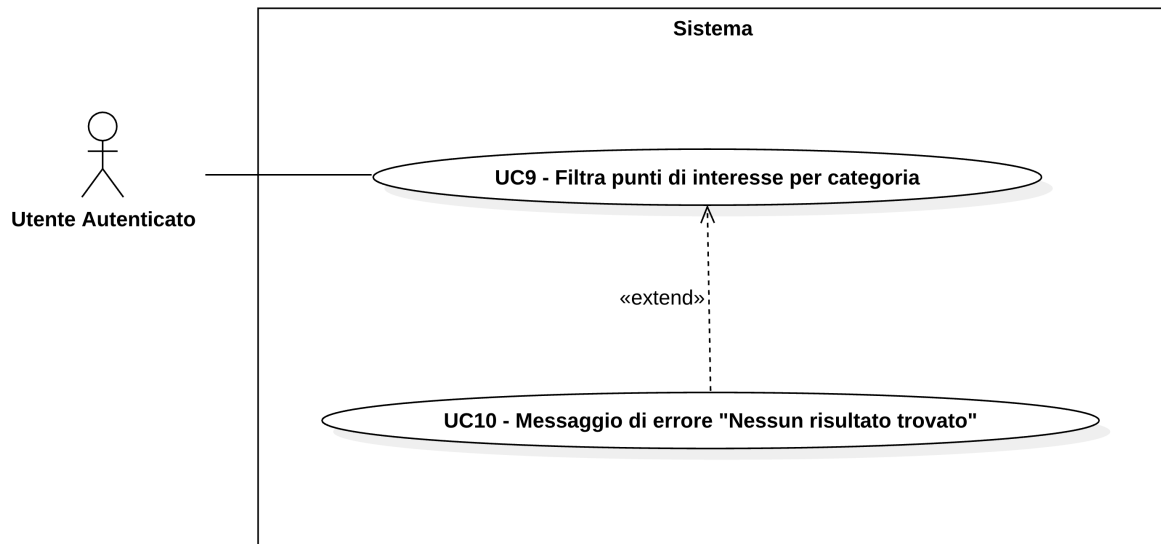 Sistema
UC9 - Filtra punti di interesse per categoria
Utente Autenticato
«extend»
UC10 - Messaggio di errore "Nessun risultato trovato"